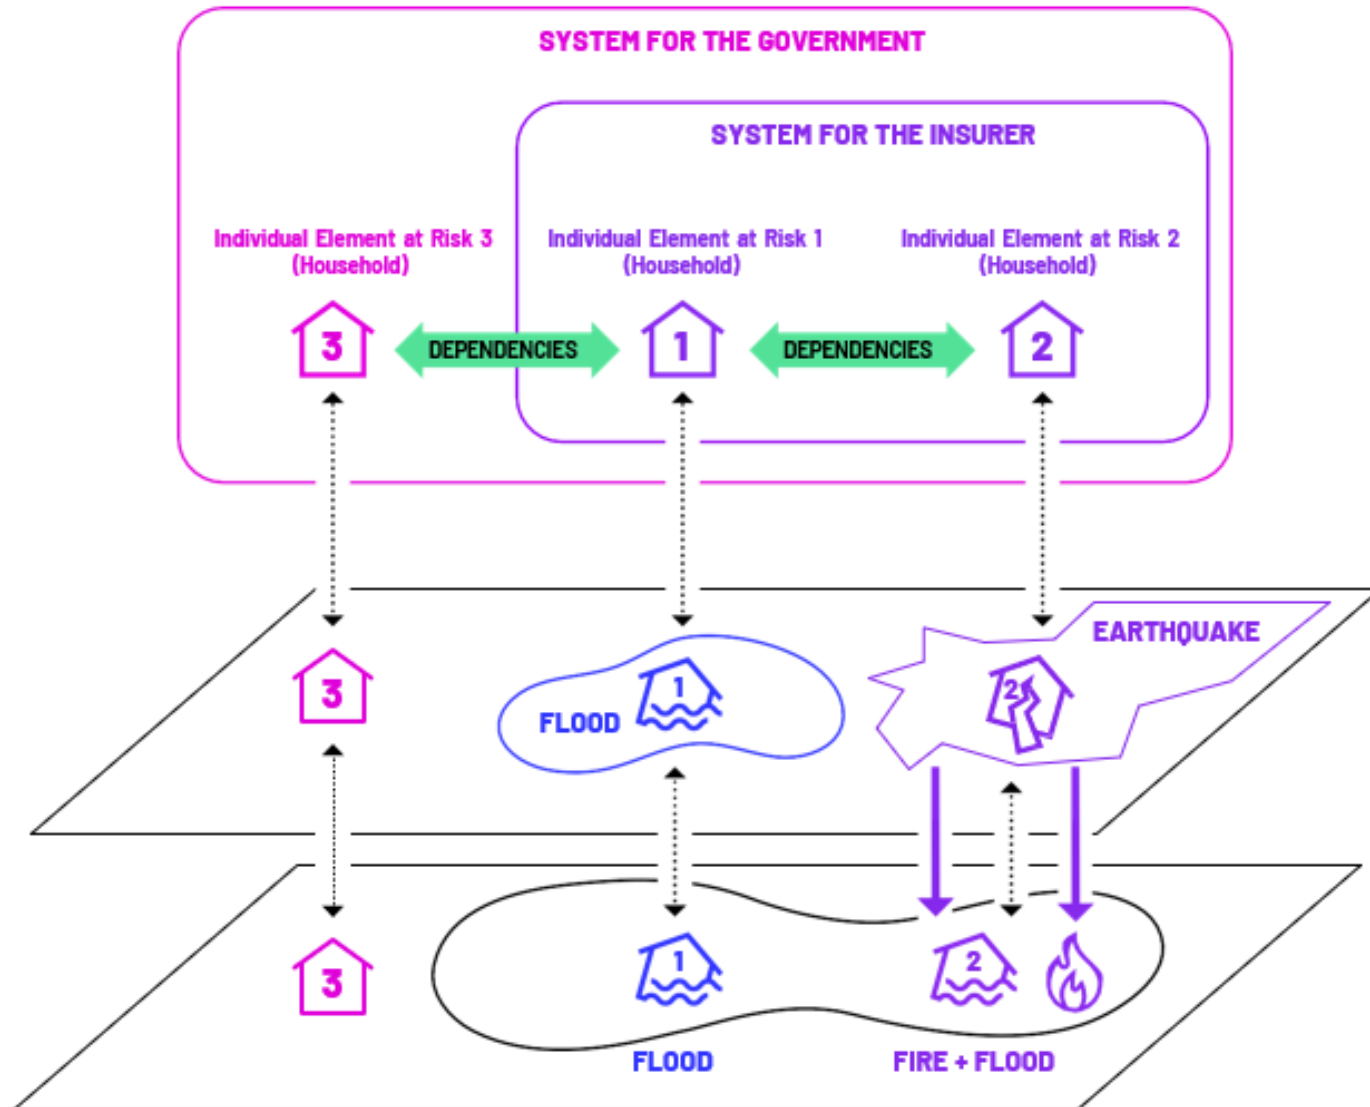 SYSTEM FOR THE GOVERNMENT
SYSTEM FOR THE INSURER
Individual Element at Risk 3
(Household)
Individual Element at Risk 1
(Household)
Individual Element at Risk 2
(Household)
3
DEPENDENCIES
1
DEPENDENCIES
2
EARTHQUAKE
3
FLOOD
1
2
3
1
2
FLOOD
FIRE + FLOOD